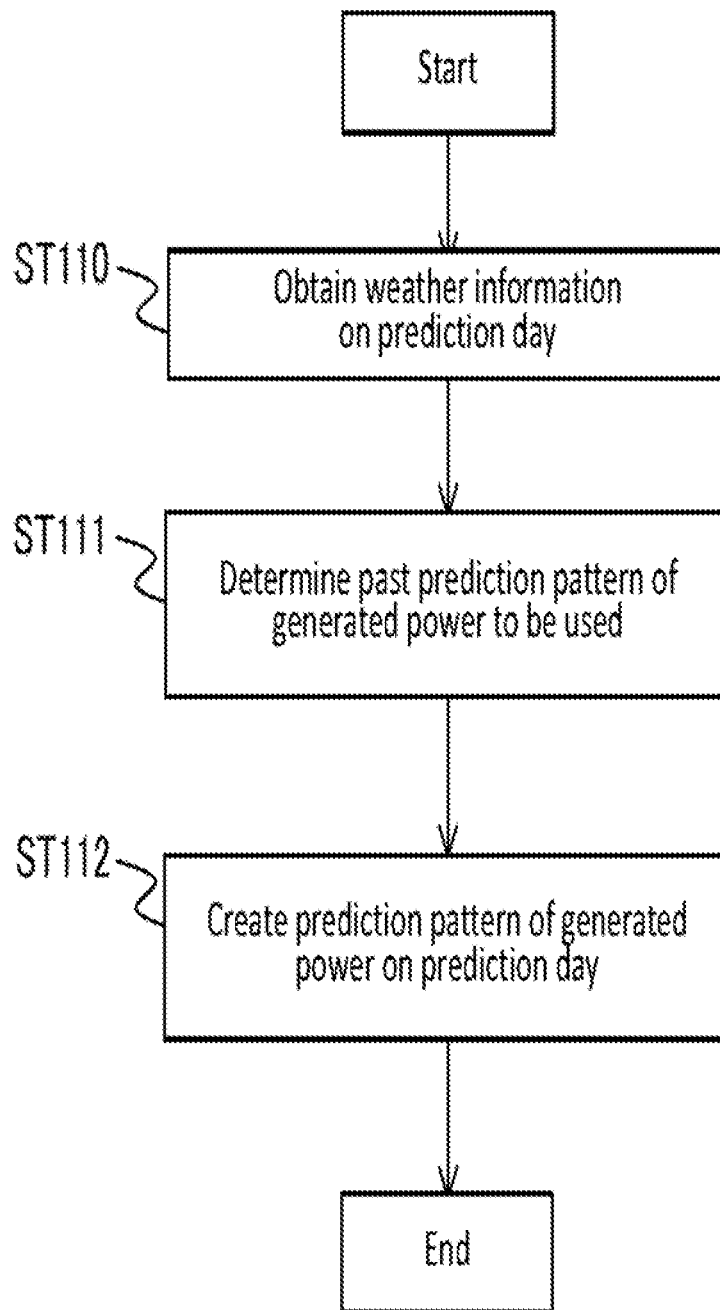 Start
ST110
Obtain weather information
on prediction day
ST111
Determine past prediction pattern of
generated power to be used
ST112
Create prediction pattern of generated
power on prediction day
End